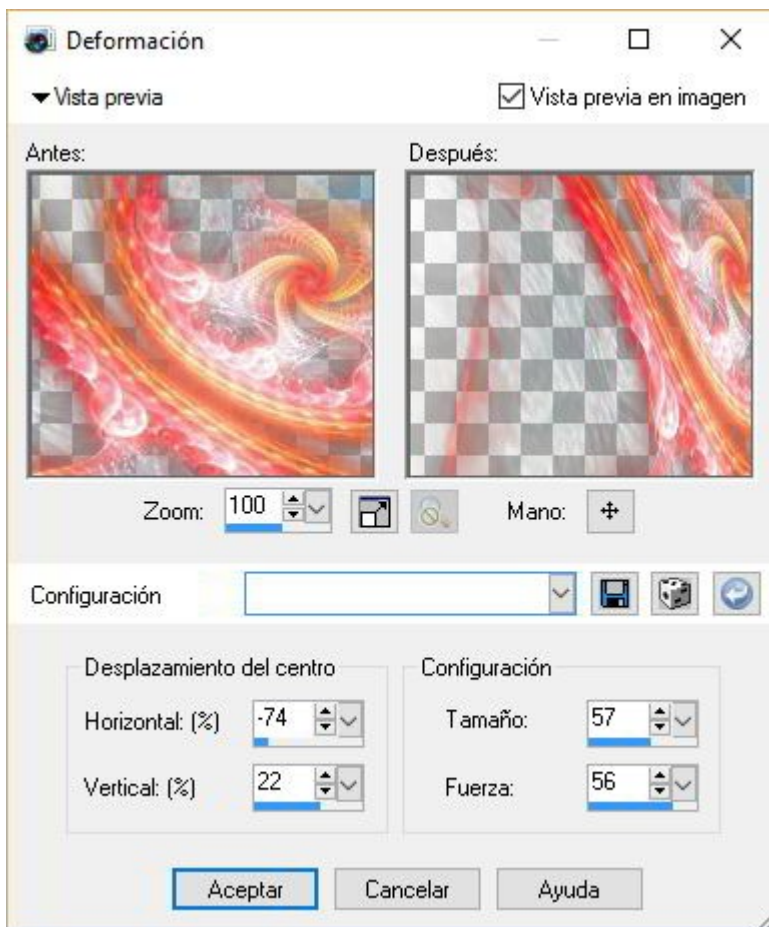 Deformación
Vista previa
Vista previa en imagen
Antes:
Después:
Zoom: 100
Mano:
Configuración
Desplazamiento del centro
Horizontal: (%) -74
Vertical: (%) 22
Configuración
Tamaño: 57
Fuerza: 56
Aceptar
Cancelar
Ayuda